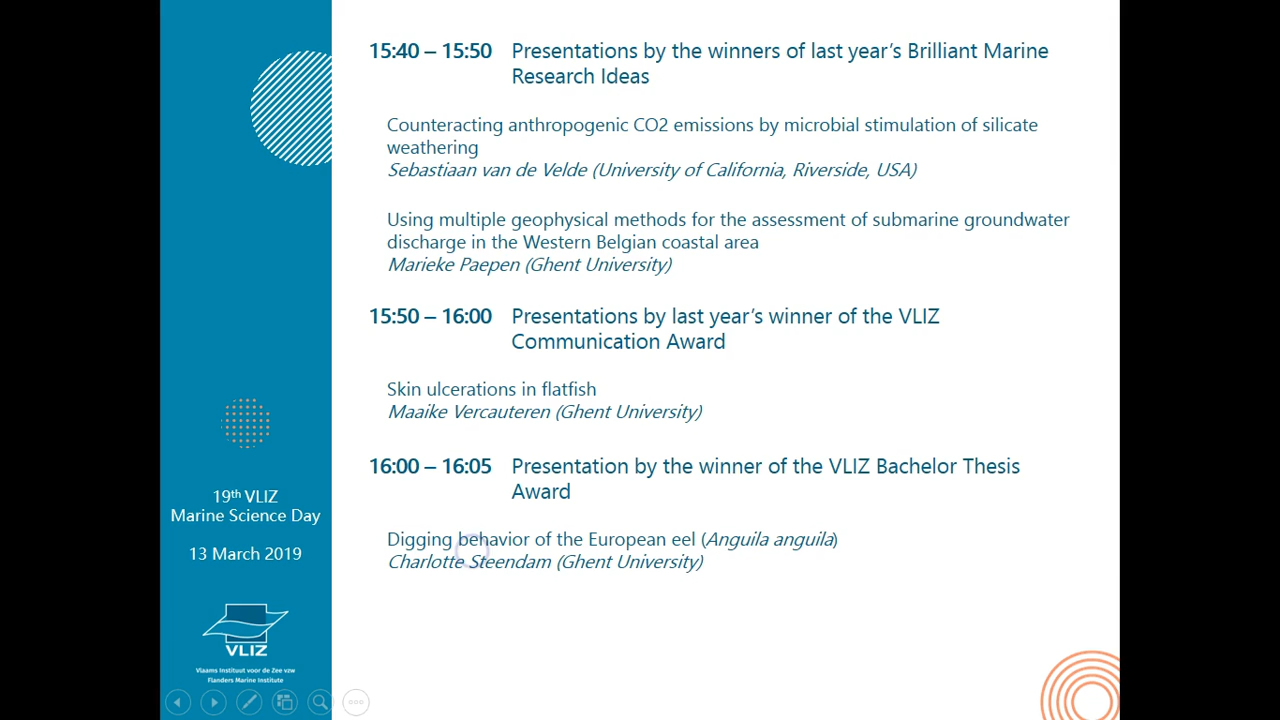 15:40 – 15:50 Presentations by the winners of last year's Brilliant Marine
Research Ideas
Counteracting anthropogenic CO2 emissions by microbial stimulation of silicate
weathering
Sebastiaan van de Velde (University of California, Riverside, USA)
Using multiple geophysical methods for the assessment of submarine groundwater
discharge in the Western Belgian coastal area
Marieke Paepen (Ghent University)
15:50 – 16:00 Presentations by last year's winner of the VLIZ
Communication Award
Skin ulcerations in flatfish
Maaike Vercauteren (Ghent University)
16:00 – 16:05 Presentation by the winner of the VLIZ Bachelor Thesis
Award
Digging behavior of the European eel (Anguila anguila)
Charlotte Steendam (Ghent University)
19th VLIZ
Marine Science Day
13 March 2019
VLIZ
Vlaams Instituut voor de Zee vzw
Flanders Marine Institute